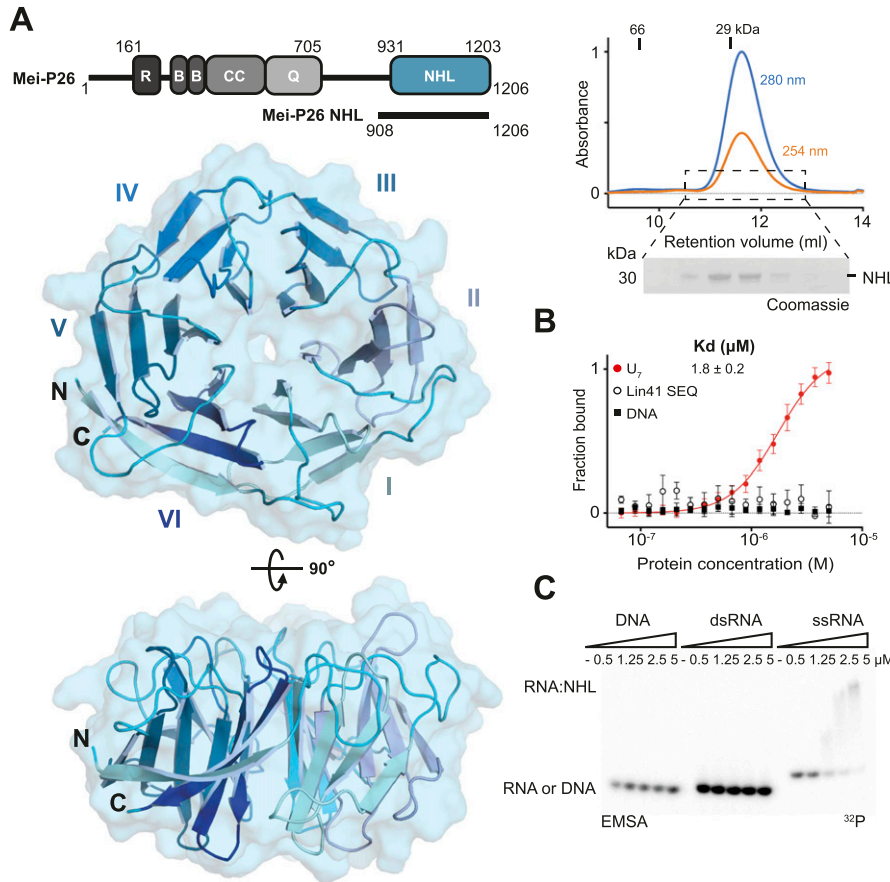 A
161 705 931 1203
Mei-P26 1 R B B CC Q NHL 1206
Mei-P26 NHL
908 1206
IV III
V II
N
C
I
VI
90°
N
C
66 29 kDa
1
280 nm
254 nm
Absorbance
0
10 12 14
Retention volume (ml)
kDa
30 NHL
Coomassie
B
Kd (µM)
U₇ 1.8 ± 0.2
Lin41 SEQ
DNA
1
Fraction bound
0
10⁻⁷ 10⁻⁶ 10⁻⁵
Protein concentration (M)
C
DNA dsRNA ssRNA
- 0.5 1.25 2.5 5 - 0.5 1.25 2.5 5 - 0.5 1.25 2.5 5 µM
RNA:NHL
RNA or DNA
EMSA ³²P